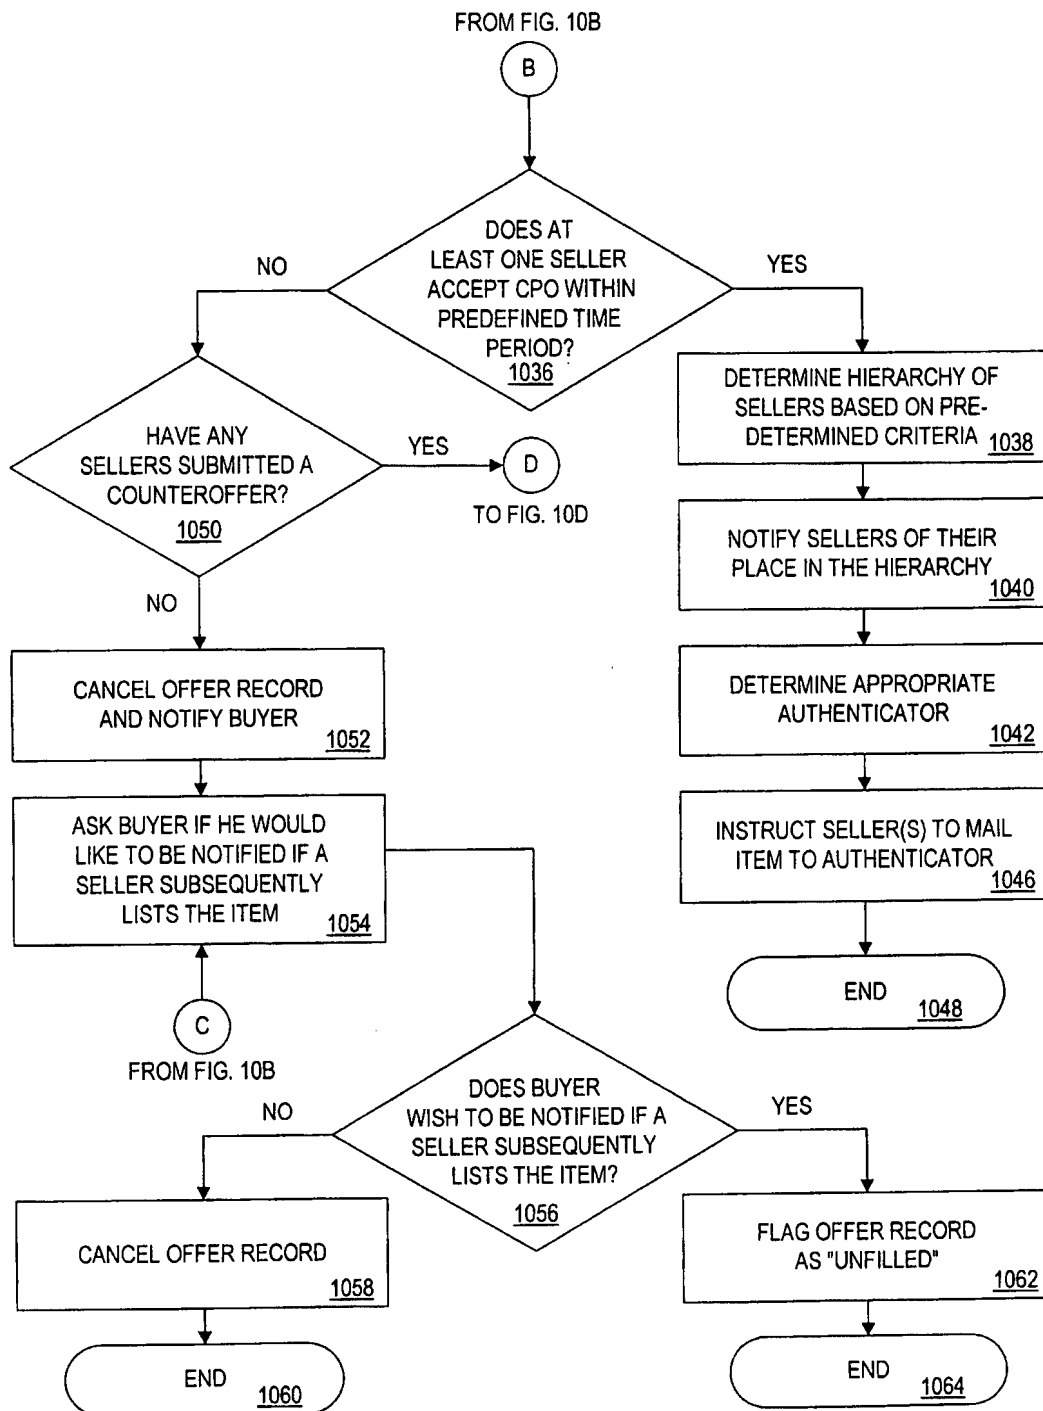 FROM FIG. 10B
B
DOES AT
LEAST ONE SELLER
ACCEPT CPO WITHIN
PREDEFINED TIME
PERIOD?
1036
NO
YES
HAVE ANY
SELLERS SUBMITTED A
COUNTEROFFER?
1050
YES
D
TO FIG. 10D
NO
DETERMINE HIERARCHY OF
SELLERS BASED ON PRE-
DETERMINED CRITERIA
1038
NOTIFY SELLERS OF THEIR
PLACE IN THE HIERARCHY
1040
CANCEL OFFER RECORD
AND NOTIFY BUYER
1052
DETERMINE APPROPRIATE
AUTHENTICATOR
1042
ASK BUYER IF HE WOULD
LIKE TO BE NOTIFIED IF A
SELLER SUBSEQUENTLY
LISTS THE ITEM
1054
INSTRUCT SELLER(S) TO MAIL
ITEM TO AUTHENTICATOR
1046
END
1048
C
FROM FIG. 10B
DOES BUYER
WISH TO BE NOTIFIED IF A
SELLER SUBSEQUENTLY
LISTS THE ITEM?
1056
NO
YES
CANCEL OFFER RECORD
1058
FLAG OFFER RECORD
AS "UNFILLED"
1062
END
1060
END
1064